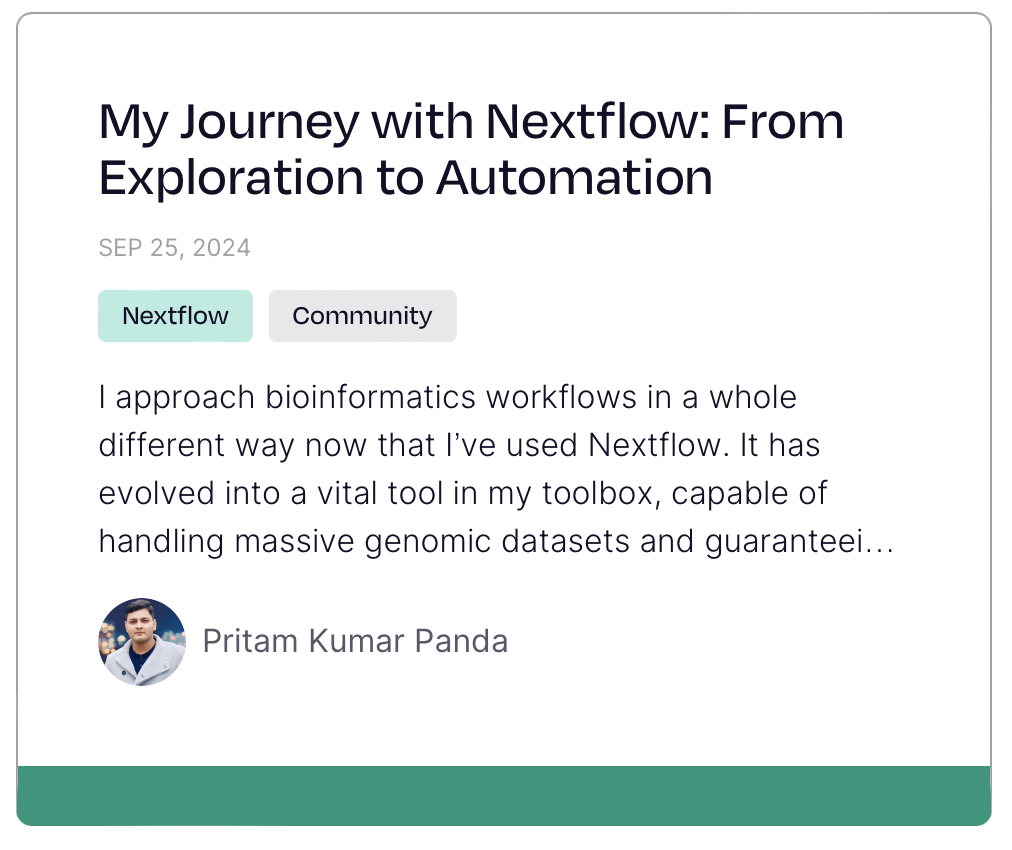 My Journey with Nextflow: From
Exploration to Automation
SEP 25, 2024
Nextflow
Community
I approach bioinformatics workflows in a whole
different way now that I’ve used Nextflow. It has
evolved into a vital tool in my toolbox, capable of
handling massive genomic datasets and guaranteei...
Pritam Kumar Panda